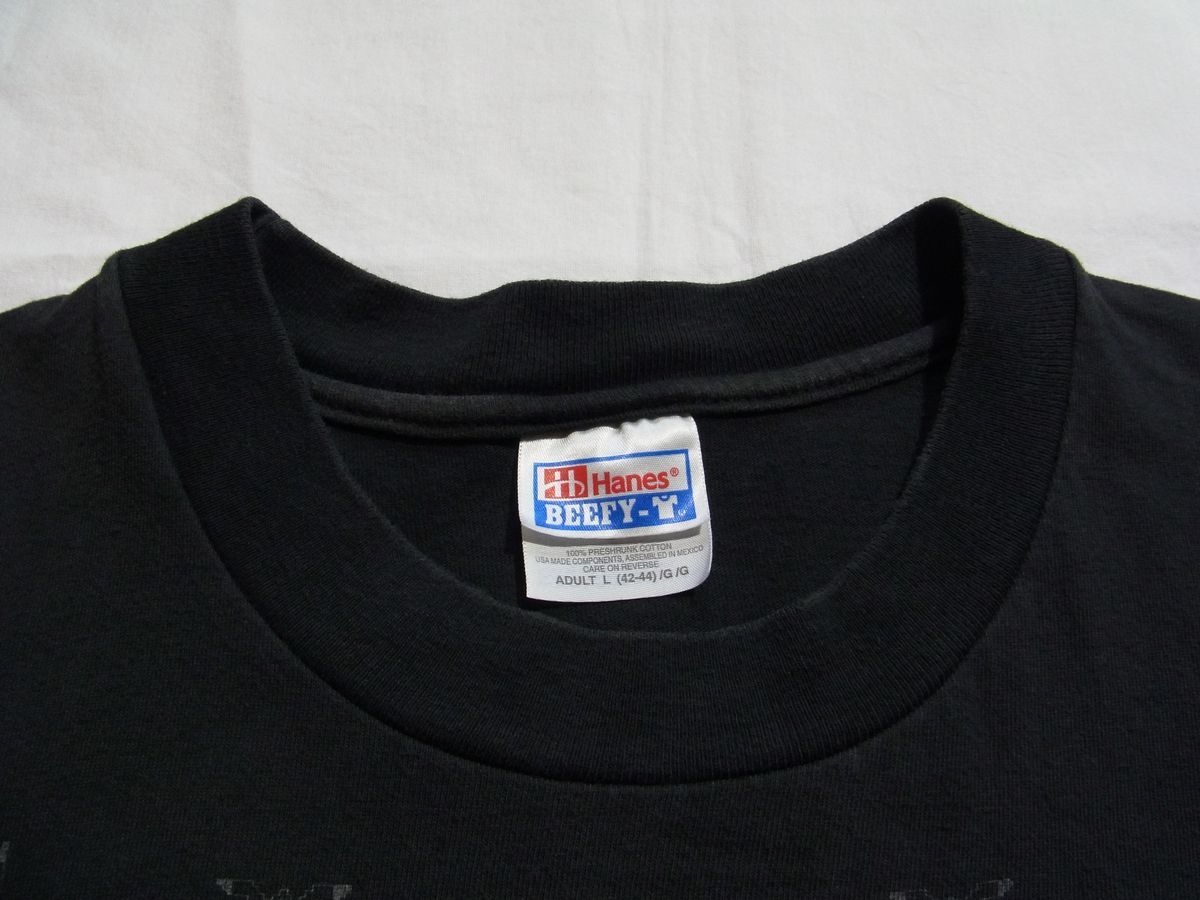 Hanes®
BEEFY-T
100% PRESHRUNK COTTON
USA MADE COMPONENTS, ASSEMBLED IN MEXICO
CARE ON REVERSE
ADULT L (42-44) /G /G